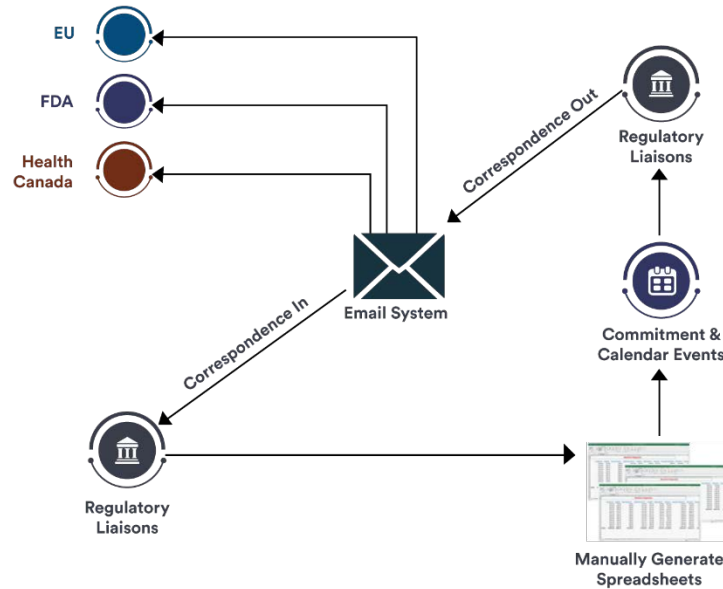 EU
FDA
Health
Canada
Correspondence Out
Regulatory
Liaisons
Email System
Correspondence In
Commitment &
Calendar Events
Regulatory
Liaisons
Manually Generate
Spreadsheets